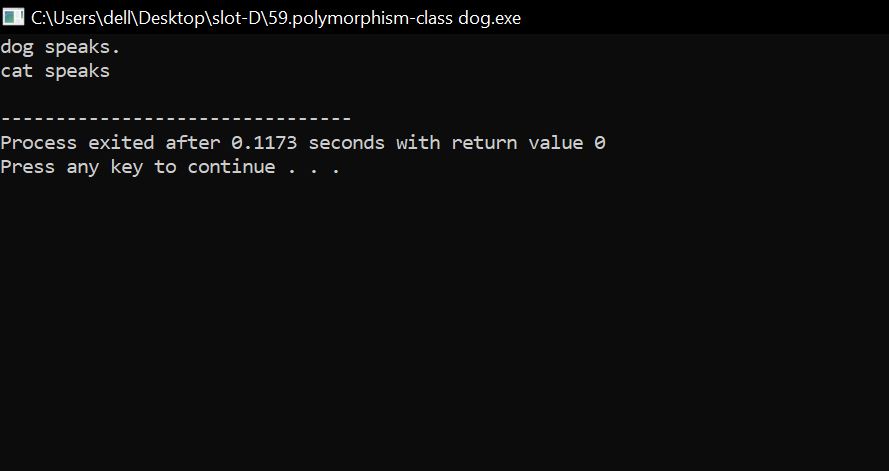 C:\Users\dell\Desktop\slot-D\59.polymorphism-class dog.exe
dog speaks.
cat speaks
--------------------------------
Process exited after 0.1173 seconds with return value 0
Press any key to continue . . .